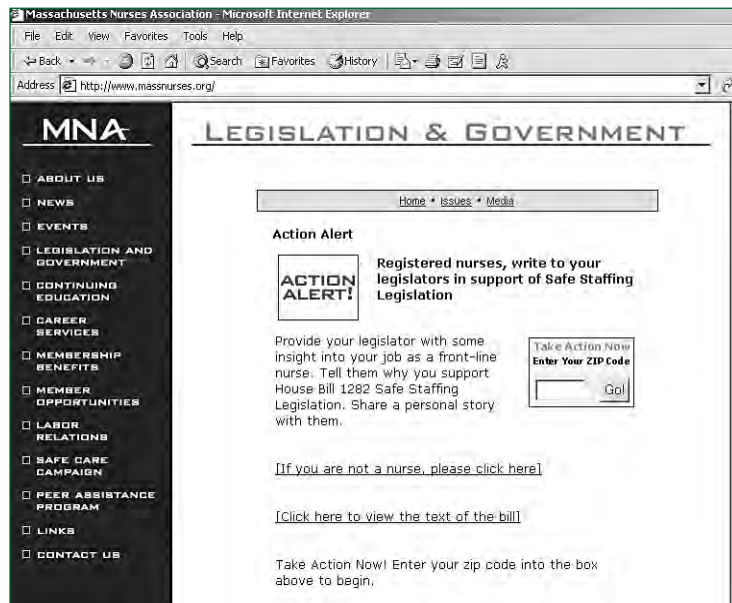 Massachusetts Nurses Association - Microsoft Internet Explorer
File Edit View Favorites Tools Help
Back Search Favorites History
Address http://www.massnurses.org/
MNA
ABOUT US
NEWS
EVENTS
LEGISLATION AND
GOVERNMENT
CONTINUING
EDUCATION
CAREER
SERVICES
MEMBERSHIP
BENEFITS
MEMBER
OPPORTUNITIES
LABOR
RELATIONS
SAFE CARE
CAMPAIGN
PEER ASSISTANCE
PROGRAM
LINKS
CONTACT US
LEGISLATION & GOVERNMENT
Home • Issues • Media
Action Alert
ACTION
ALERT!
Registered nurses, write to your
legislators in support of Safe Staffing
Legislation
Provide your legislator with some
insight into your job as a front-line
nurse. Tell them why you support
House Bill 1282 Safe Staffing
Legislation. Share a personal story
with them.
Take Action Now
Enter Your ZIP Code
Go!
[If you are not a nurse, please click here]
[Click here to view the text of the bill]
Take Action Now! Enter your zip code into the box
above to begin.